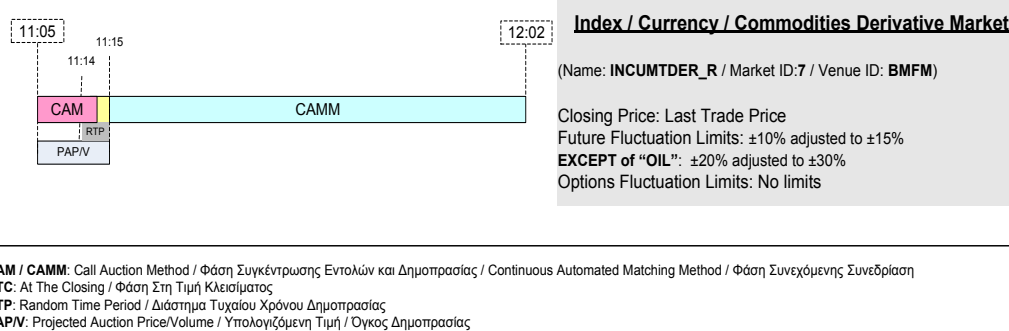 11:05
11:15
11:14
12:02
CAM
CAMM
RTP
PAP/V
Index / Currency / Commodities Derivative Market
(Name: INCUMTDER_R / Market ID:7 / Venue ID: BMFM)
Closing Price: Last Trade Price
Future Fluctuation Limits: ±10% adjusted to ±15%
EXCEPT of “OIL”: ±20% adjusted to ±30%
Options Fluctuation Limits: No limits
AM / CAMM: Call Auction Method / Φάση Συγκέντρωσης Εντολών και Δημοπρασίας / Continuous Automated Matching Method / Φάση Συνεχόμενης Συνεδρίαση
TC: At The Closing / Φάση Στη Τιμή Κλεισίματος
TP: Random Time Period / Διάστημα Τυχαίου Χρόνου Δημοπρασίας
AP/V: Projected Auction Price/Volume / Υπολογιζόμενη Τιμή / Όγκος Δημοπρασίας